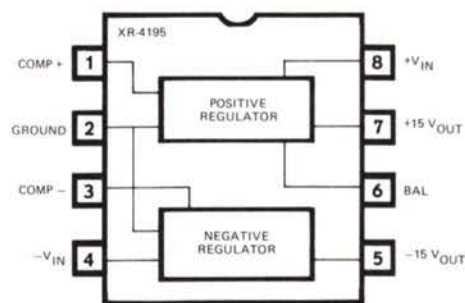 XR-4195
COMP + 1
GROUND 2
COMP – 3
–VIN 4
POSITIVE
REGULATOR
NEGATIVE
REGULATOR
8 +VIN
7 +15 VOUT
6 BAL
5 –15 VOUT